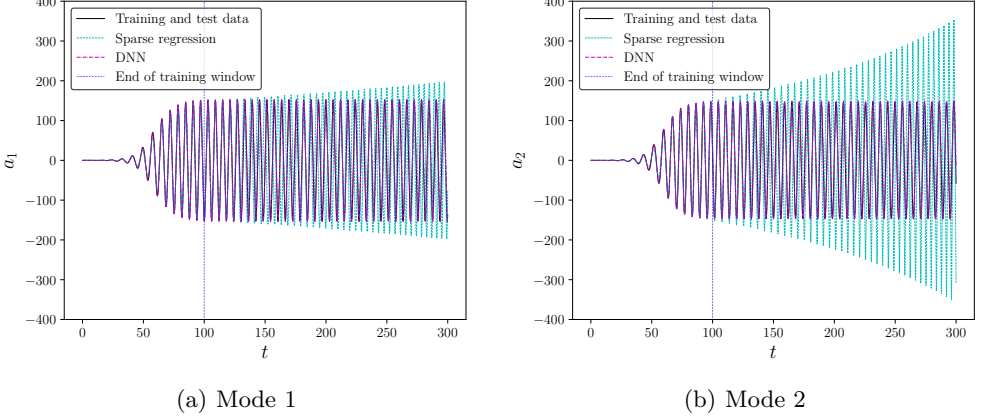 400
300
200
100
0
−100
−200
−300
−400
a1
Training and test data
Sparse regression
DNN
End of training window
0 50 100 150 200 250 300
t
(a) Mode 1
400
300
200
100
0
−100
−200
−300
−400
a2
Training and test data
Sparse regression
DNN
End of training window
0 50 100 150 200 250 300
t
(b) Mode 2